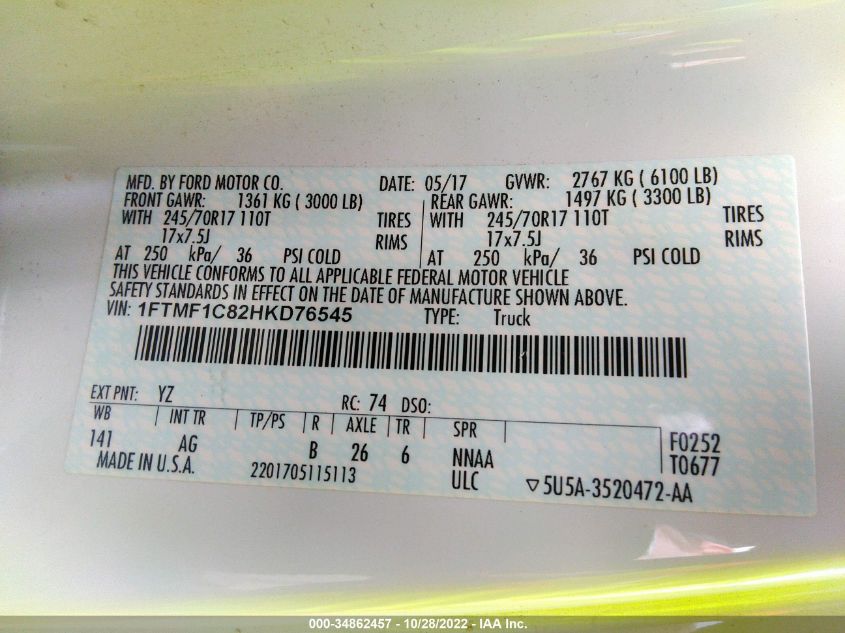 MFD. BY FORD MOTOR CO. DATE: 05/17 GVWR: 2767 KG ( 6100 LB)
FRONT GAWR: 1361 KG ( 3000 LB) REAR GAWR: 1497 KG ( 3300 LB)
WITH 245/70R17 110T TIRES WITH 245/70R17 110T TIRES
17x7.5J RIMS 17x7.5J RIMS
AT 250 kPa/ 36 PSI COLD AT 250 kPa/ 36 PSI COLD
THIS VEHICLE CONFORMS TO ALL APPLICABLE FEDERAL MOTOR VEHICLE
SAFETY STANDARDS IN EFFECT ON THE DATE OF MANUFACTURE SHOWN ABOVE.
VIN: 1FTMF1C82HKD76545 TYPE: Truck
EXT PNT: YZ RC: 74 DSO:
WB INT TR TP/PS R AXLE TR SPR
141 AG B 26 6 NNAA F0252
MADE IN U.S.A. 2201705115113 ULC T0677
▽5U5A-3520472-AA
000-34862457 - 10/28/2022 - IAA Inc.